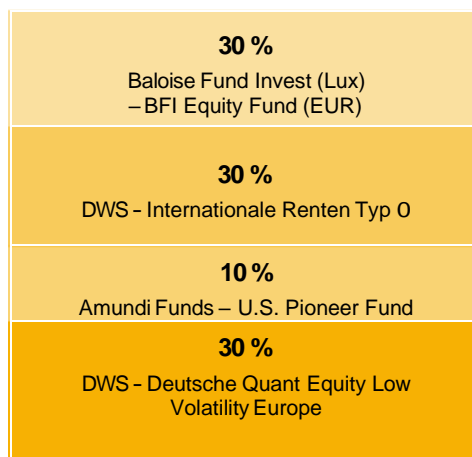 30 %
Baloise Fund Invest (Lux)
– BFI Equity Fund (EUR)
30 %
DWS - Internationale Renten Typ O
10 %
Amundi Funds – U.S. Pioneer Fund
30 %
DWS - Deutsche Quant Equity Low
Volatility Europe